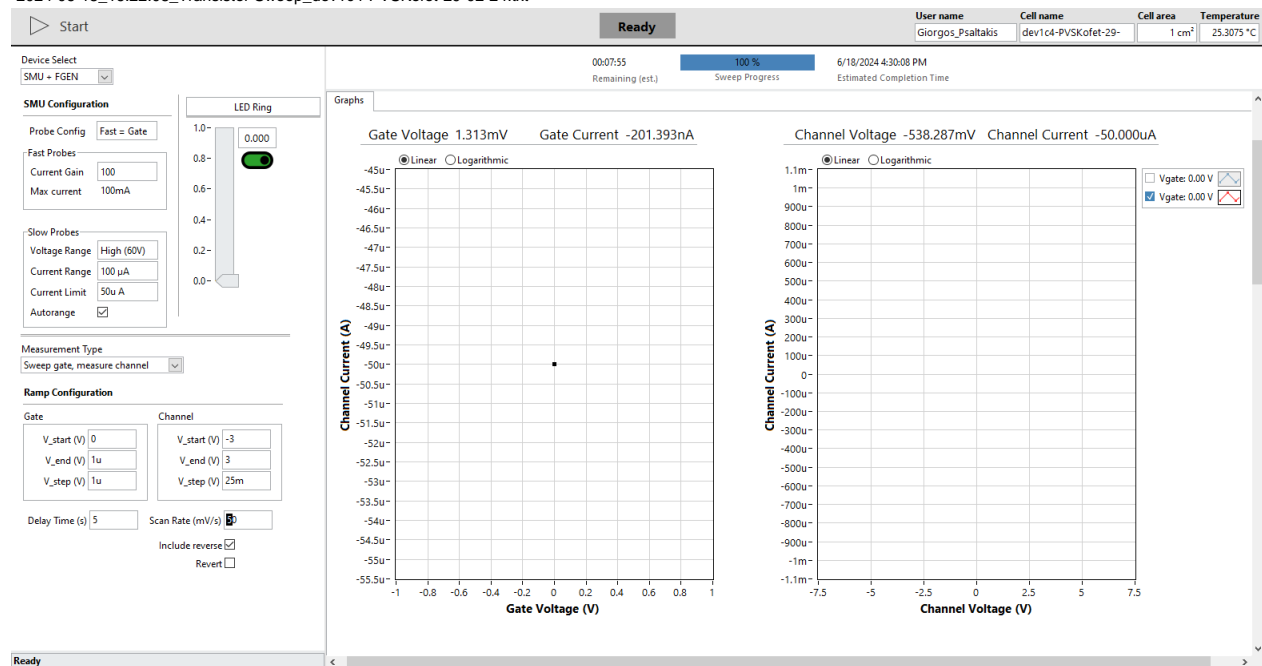 Start
Ready
User name
Cell name
Cell area
Temperature
Giorgos_Psaltakis
dev1c4-PVSKofet-29-
1 cm²
25.3075 °C
Device Select
SMU + FGEN
00:07:55
100 %
6/18/2024 4:30:08 PM
Remaining (est.)
Sweep Progress
Estimated Completion Time
SMU Configuration
LED Ring
Probe Config
Fast = Gate
Fast Probes
Current Gain
100
Max current
100mA
Slow Probes
Voltage Range
High (60V)
Current Range
100 µA
Current Limit
50u A
Autorange
1.0
0.8
0.6
0.4
0.2
0.0
0.000
Measurement Type
Sweep gate, measure channel
Ramp Configuration
Gate
V_start (V)
0
V_end (V)
1u
V_step (V)
1u
Channel
V_start (V)
-3
V_end (V)
3
V_step (V)
25m
Delay Time (s)
5
Scan Rate (mV/s)
50
Include reverse
Revert
Ready
Graphs
Gate Voltage 1.313mV
Gate Current -201.393nA
Linear
Logarithmic
Channel Current (A)
-45u
-45.5u
-46u
-46.5u
-47u
-47.5u
-48u
-48.5u
-49u
-49.5u
-50u
-50.5u
-51u
-51.5u
-52u
-52.5u
-53u
-53.5u
-54u
-54.5u
-55u
-55.5u
-1
-0.8
-0.6
-0.4
-0.2
0
0.2
0.4
0.6
0.8
1
Gate Voltage (V)
Channel Voltage -538.287mV
Channel Current -50.000uA
Linear
Logarithmic
Channel Current (A)
1.1m
1m
900u
800u
700u
600u
500u
400u
300u
200u
100u
0
-100u
-200u
-300u
-400u
-500u
-600u
-700u
-800u
-900u
-1m
-1.1m
-7.5
-5
-2.5
0
2.5
5
7.5
Channel Voltage (V)
Vgate: 0.00 V
Vgate: 0.00 V